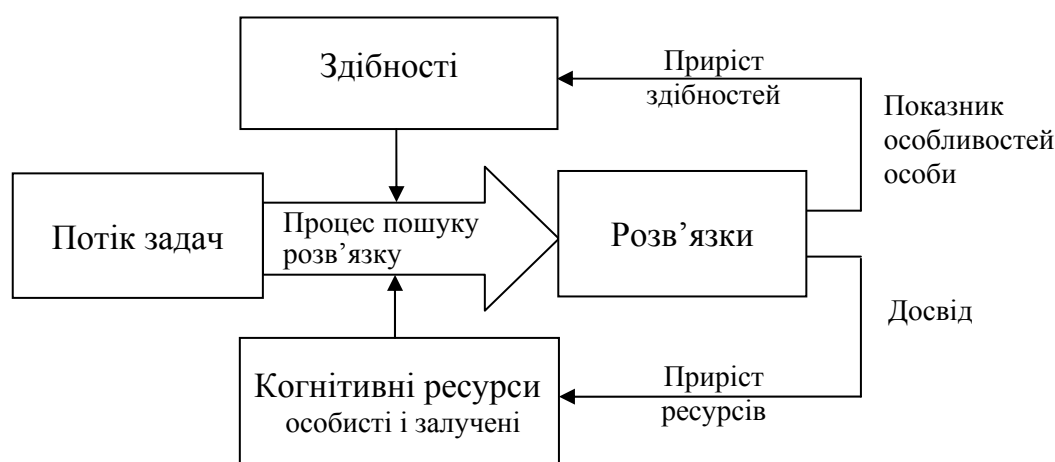 Здібності
Приріст
здібностей
Показник
особливостей
особи
Потік задач
Процес пошуку
розв’язку
Розв’язки
Досвід
Когнітивні ресурси
особисті і залучені
Приріст
ресурсів